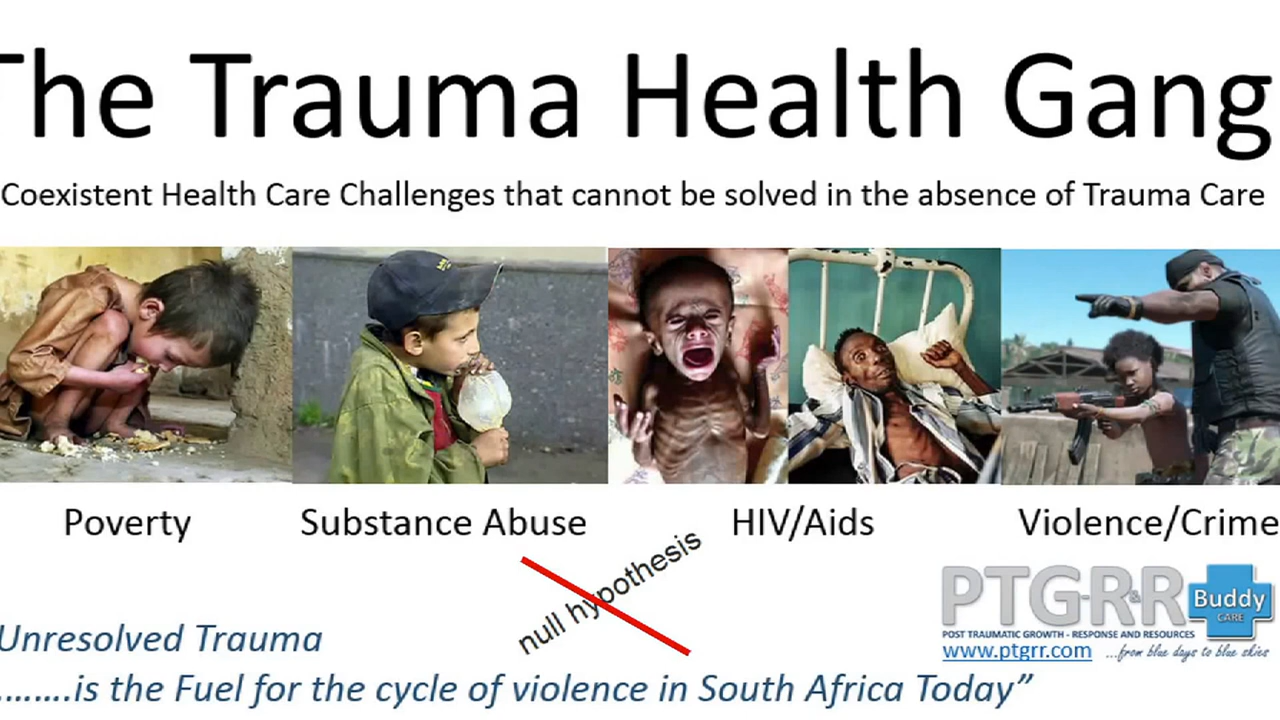 The Trauma Health Gang
Coexistent Health Care Challenges that cannot be solved in the absence of Trauma Care
Poverty
Substance Abuse
HIV/Aids
Violence/Crime
null hypothesis
PTGRR
Buddy
CARE
POST TRAUMATIC GROWTH - RESPONSE AND RESOURCES
www.ptgrr.com
...from blue days to blue skies
Unresolved Trauma
........is the Fuel for the cycle of violence in South Africa Today”